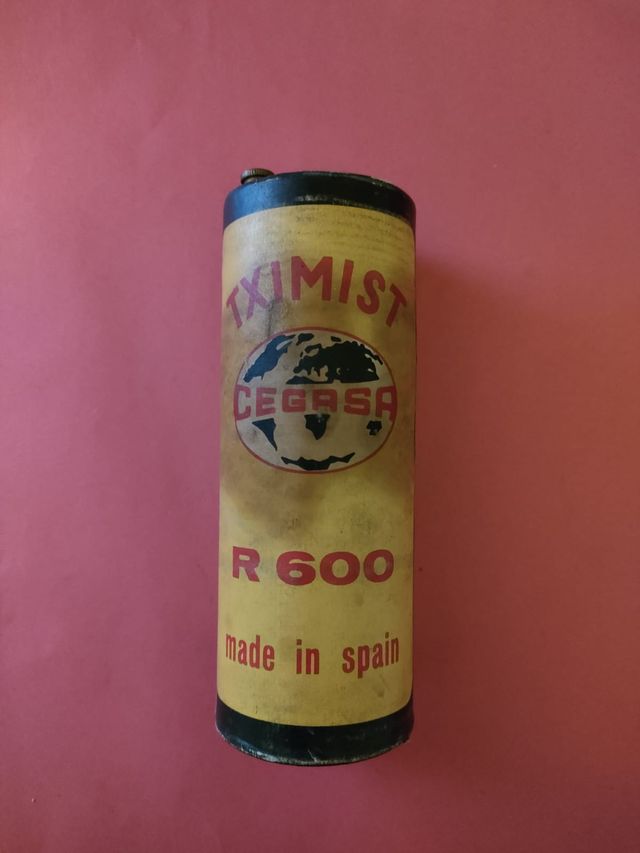 TXIMIST
CEGASA
R 600
made in spain